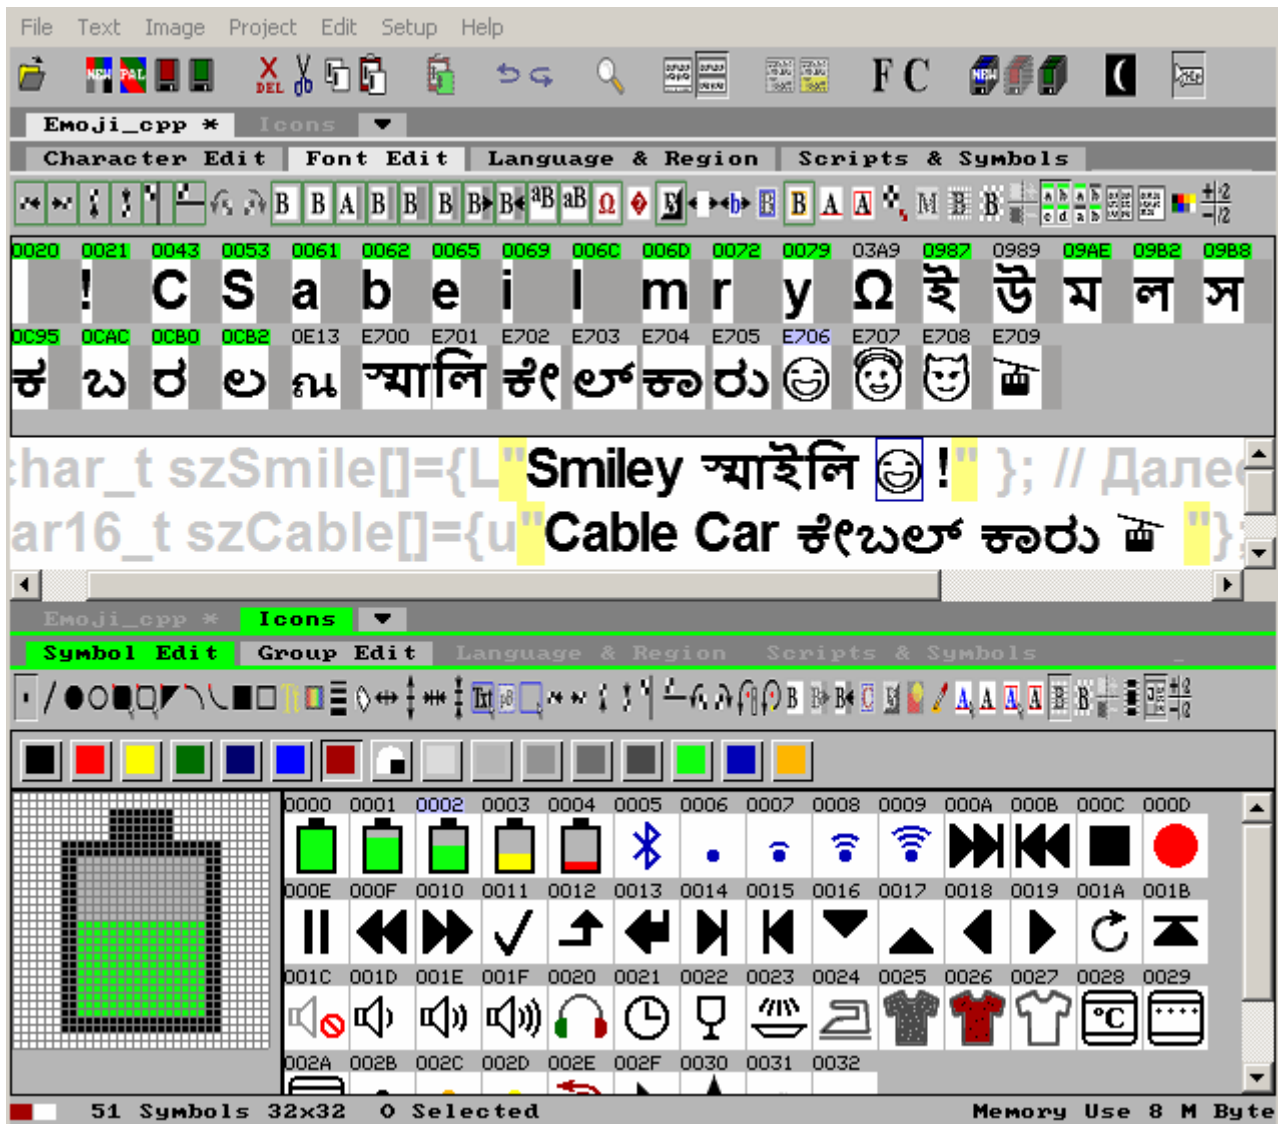 File Text Image Project Edit Setup Help
NEW PAL DEL F C NEW
Emoji_cpp * Icons
Character Edit Font Edit Language & Region Scripts & Symbols
0020 0021 0043 0053 0061 0062 0065 0069 006C 006D 0072 0079 03A9 0987 0989 09AE 09B2 09B8
! C S a b e i l m r y Ω ই উ ম ল স
0C95 0CAC 0CB0 0CB2 0E13 E700 E701 E702 E703 E704 E705 E706 E707 E708 E709
ಕ ಬ ರ ಲ ณ স্মা লি ಕೇ ಲ್ ಕಾ ರು 😄
char_t szSmile[]={L"Smiley স্মাইলি 😄 !" }; // Далее
ar16_t szCable[]={u"Cable Car ಕೇಬಲ್ ಕಾರು 🚡 "};
Emoji_cpp * Icons
Symbol Edit Group Edit Language & Region Scripts & Symbols
0000 0001 0002 0003 0004 0005 0006 0007 0008 0009 000A 000B 000C 000D
000E 000F 0010 0011 0012 0013 0014 0015 0016 0017 0018 0019 001A 001B
001C 001D 001E 001F 0020 0021 0022 0023 0024 0025 0026 0027 0028 0029
°C
002A 002B 002C 002D 002E 002F 0030 0031 0032
51 Symbols 32x32 0 Selected Memory Use 8 M Byte